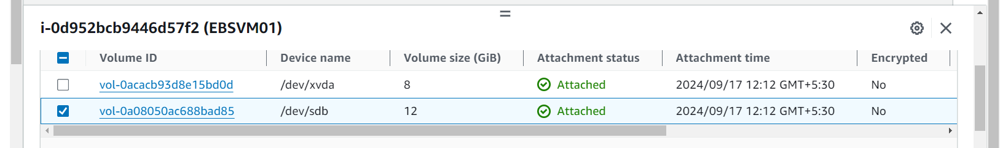 i-0d952bcb9446d57f2 (EBSVM01)
Volume ID Device name Volume size (GiB) Attachment status Attachment time Encrypted
vol-0acacb93d8e15bd0d /dev/xvda 8 Attached 2024/09/17 12:12 GMT+5:30 No
vol-0a08050ac688bad85 /dev/sdb 12 Attached 2024/09/17 12:12 GMT+5:30 No